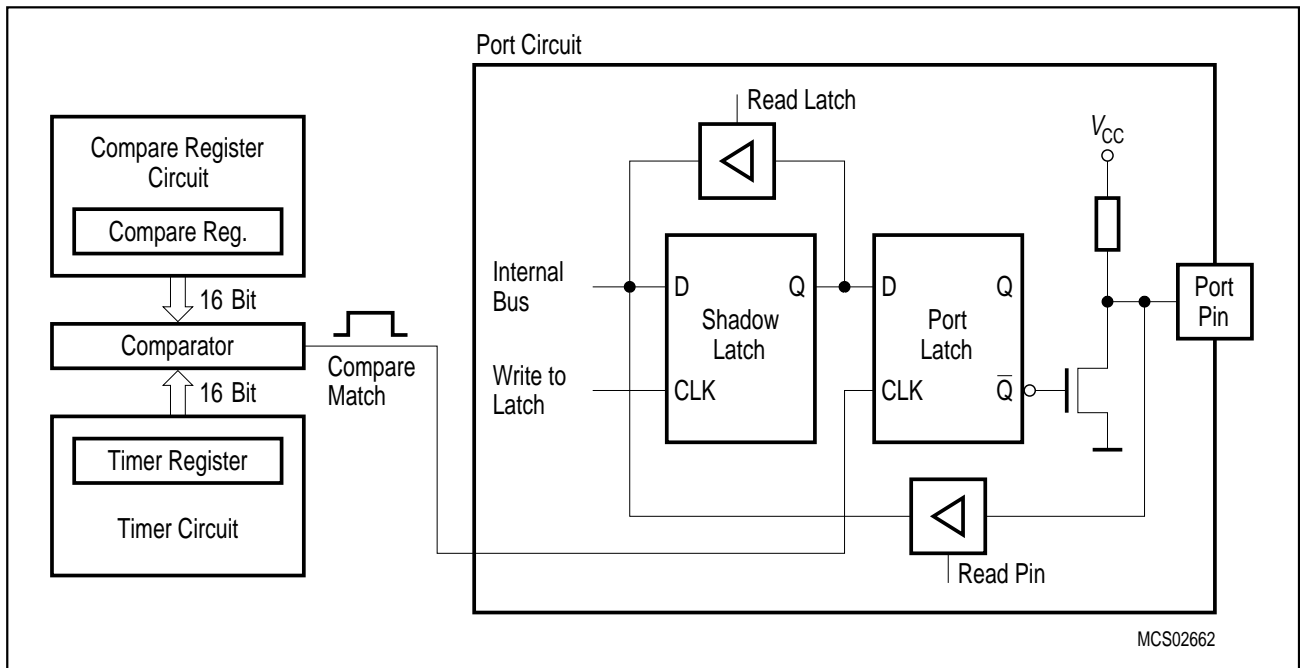 Port Circuit
Compare Register
Circuit
Compare Reg.
16 Bit
Comparator
16 Bit
Timer Register
Timer Circuit
Compare
Match
Read Latch
Internal
Bus
Write to
Latch
D
Q
Shadow
Latch
CLK
D
Q
Port
Latch
CLK
Q̅
VCC
Port
Pin
Read Pin
MCS02662